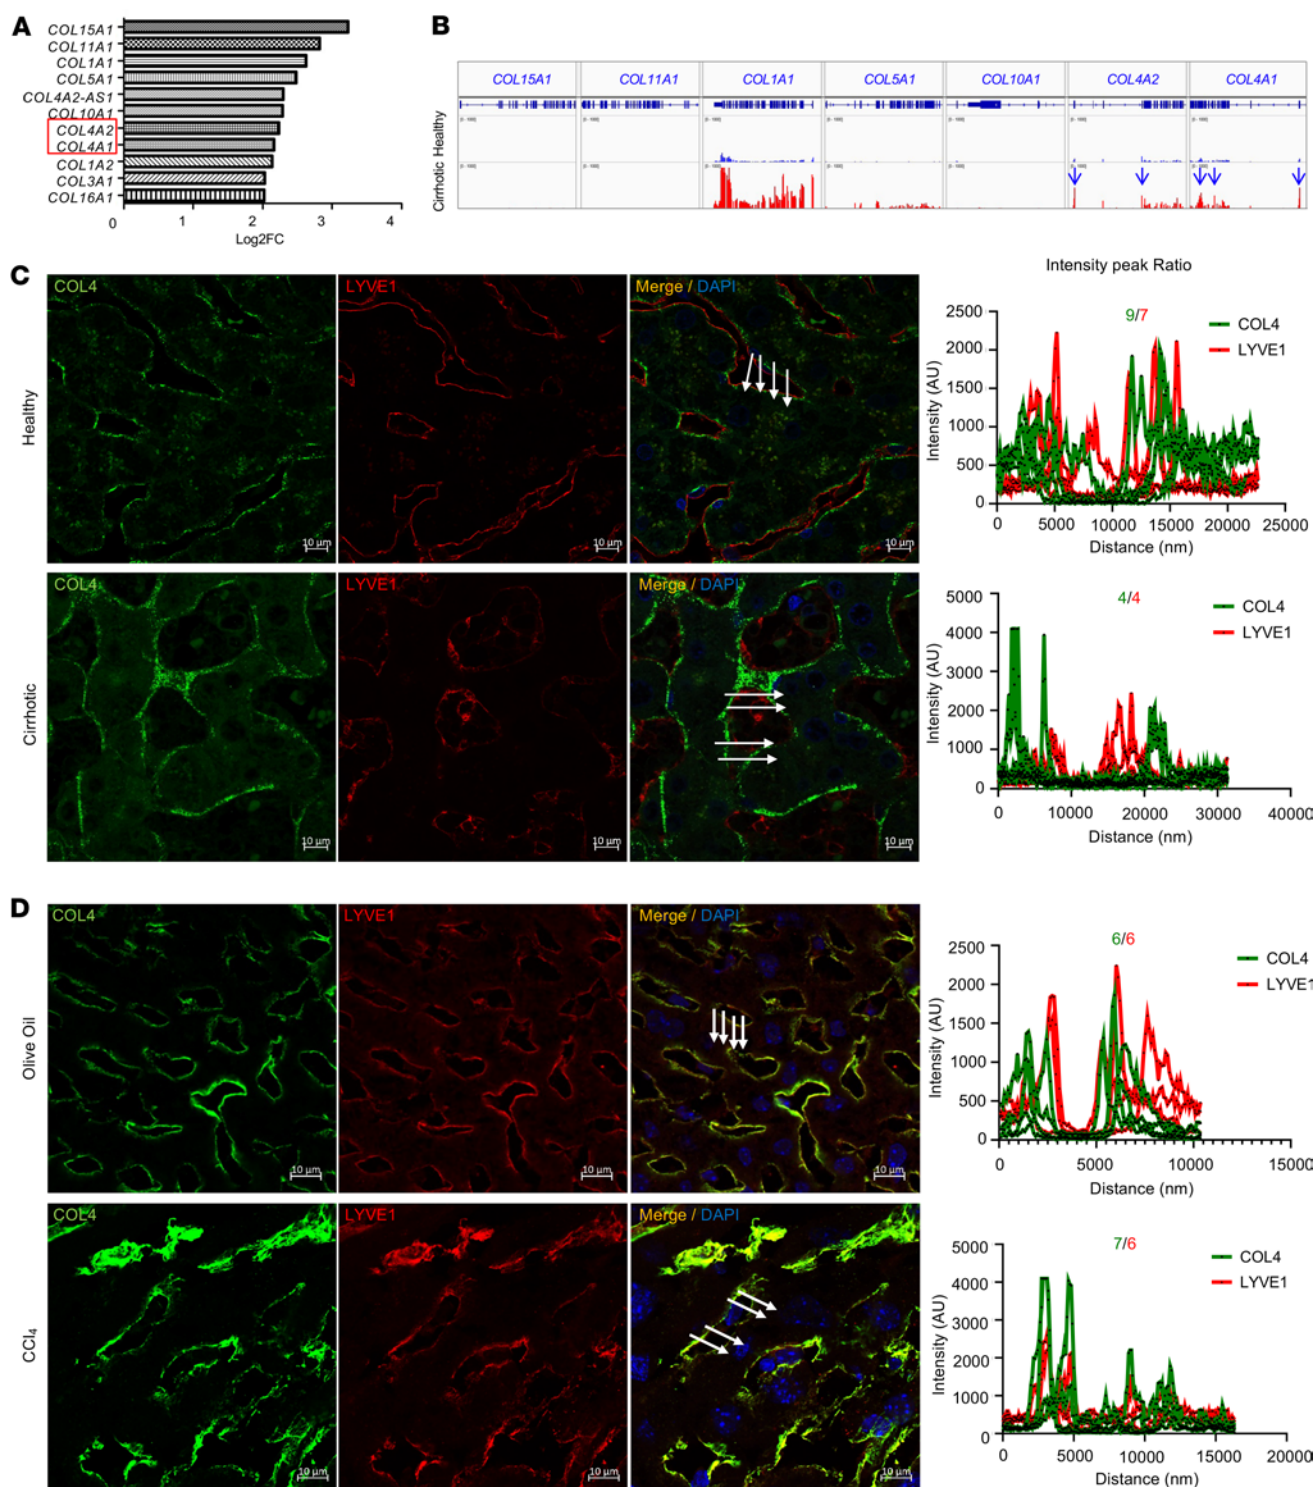 A
COL15A1
COL11A1
COL1A1
COL5A1
COL4A2-AS1
COL10A1
COL4A2
COL4A1
COL1A2
COL3A1
COL16A1
0 1 2 3 4
Log2FC
B
COL15A1 COL11A1 COL1A1 COL5A1 COL10A1 COL4A2 COL4A1
Healthy
Cirrhotic
C
Intensity peak Ratio
Healthy
COL4 LYVE1 Merge / DAPI
10 µm 10 µm 10 µm
9/7
COL4
LYVE1
Intensity (AU)
2500
2000
1500
1000
500
0
0 5000 10000 15000 20000 25000
Distance (nm)
Cirrhotic
COL4 LYVE1 Merge / DAPI
10 µm 10 µm 10 µm
4/4
COL4
LYVE1
Intensity (AU)
5000
4000
3000
2000
1000
0
0 10000 20000 30000 40000
Distance (nm)
D
Olive Oil
COL4 LYVE1 Merge / DAPI
10 µm 10 µm 10 µm
6/6
COL4
LYVE1
Intensity (AU)
2500
2000
1500
1000
500
0
0 5000 10000 15000
Distance (nm)
CCl4
COL4 LYVE1 Merge / DAPI
10 µm 10 µm 10 µm
7/6
COL4
LYVE1
Intensity (AU)
5000
4000
3000
2000
1000
0
0 5000 10000 15000 20000
Distance (nm)